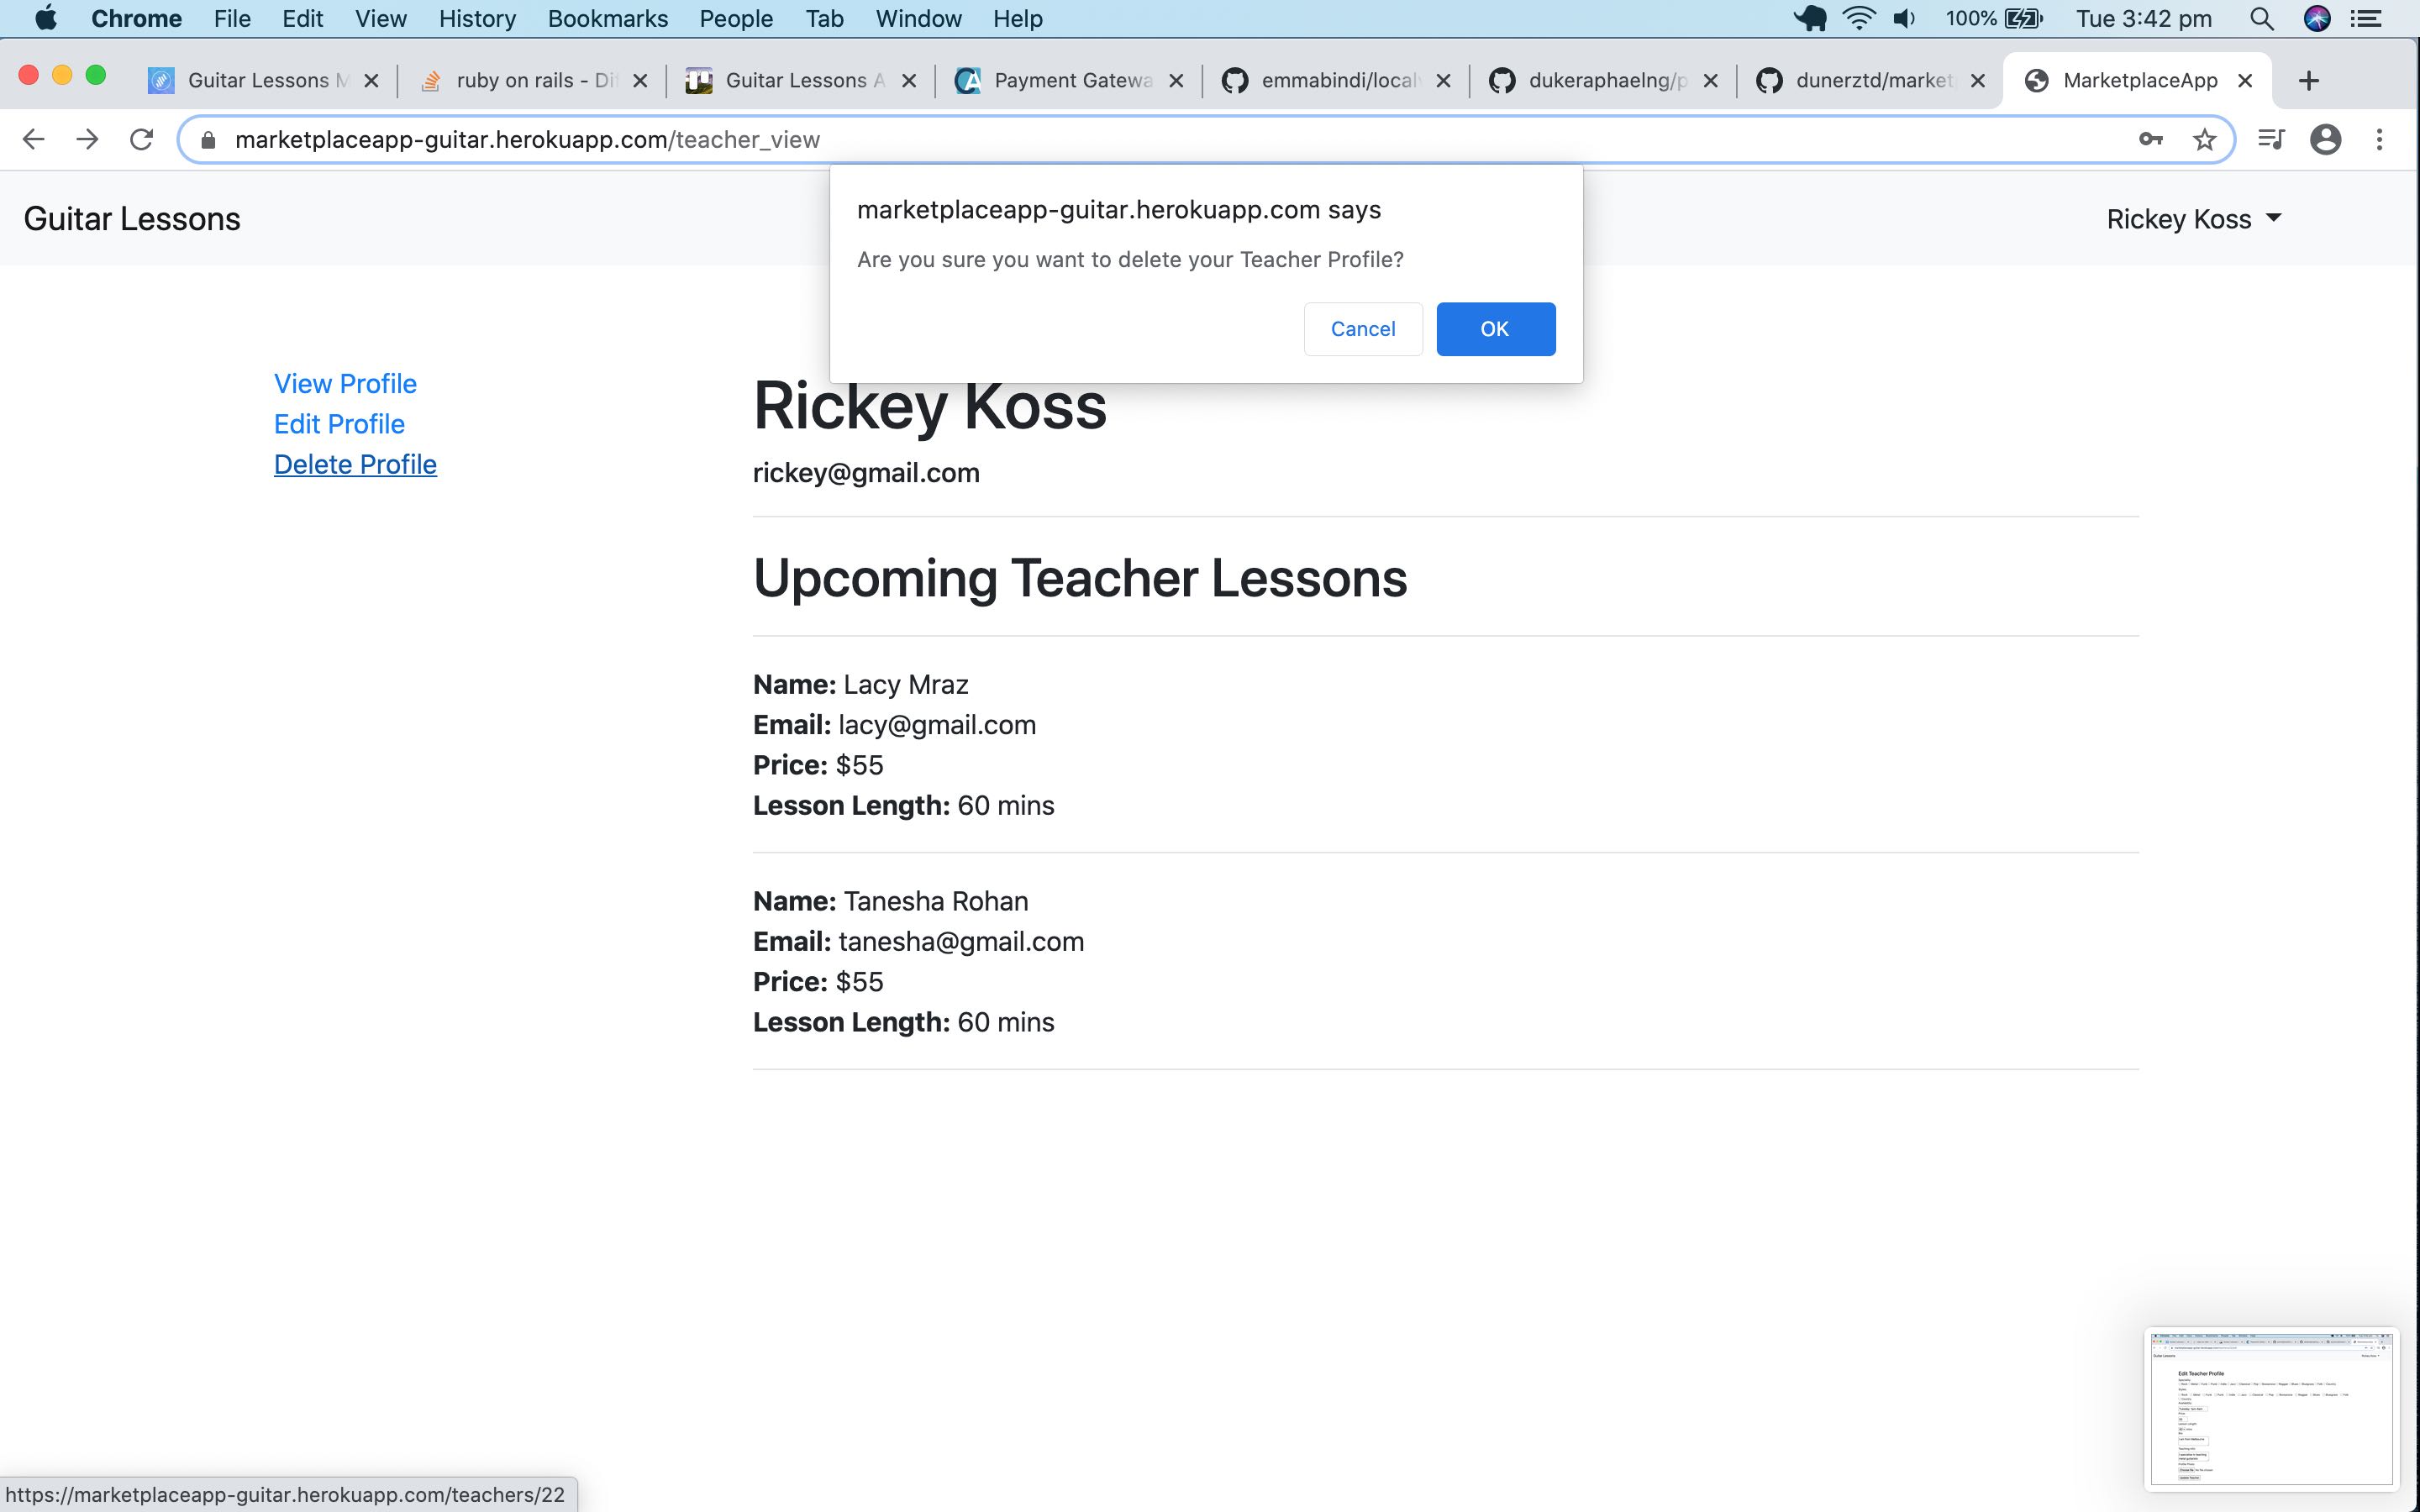 Chrome File Edit View History Bookmarks People Tab Window Help 100% Tue 3:42 pm
Guitar Lessons M ruby on rails - Dif Guitar Lessons A Payment Gatewa emmabindi/local dukeraphaelng/p dunerztd/market MarketplaceApp
marketplaceapp-guitar.herokuapp.com/teacher_view
marketplaceapp-guitar.herokuapp.com says
Are you sure you want to delete your Teacher Profile?
Cancel OK
Guitar Lessons Rickey Koss
View Profile
Edit Profile
Delete Profile
Rickey Koss
rickey@gmail.com
Upcoming Teacher Lessons
Name: Lacy Mraz
Email: lacy@gmail.com
Price: $55
Lesson Length: 60 mins
Name: Tanesha Rohan
Email: tanesha@gmail.com
Price: $55
Lesson Length: 60 mins
Edit Teacher Profile
https://marketplaceapp-guitar.herokuapp.com/teachers/22